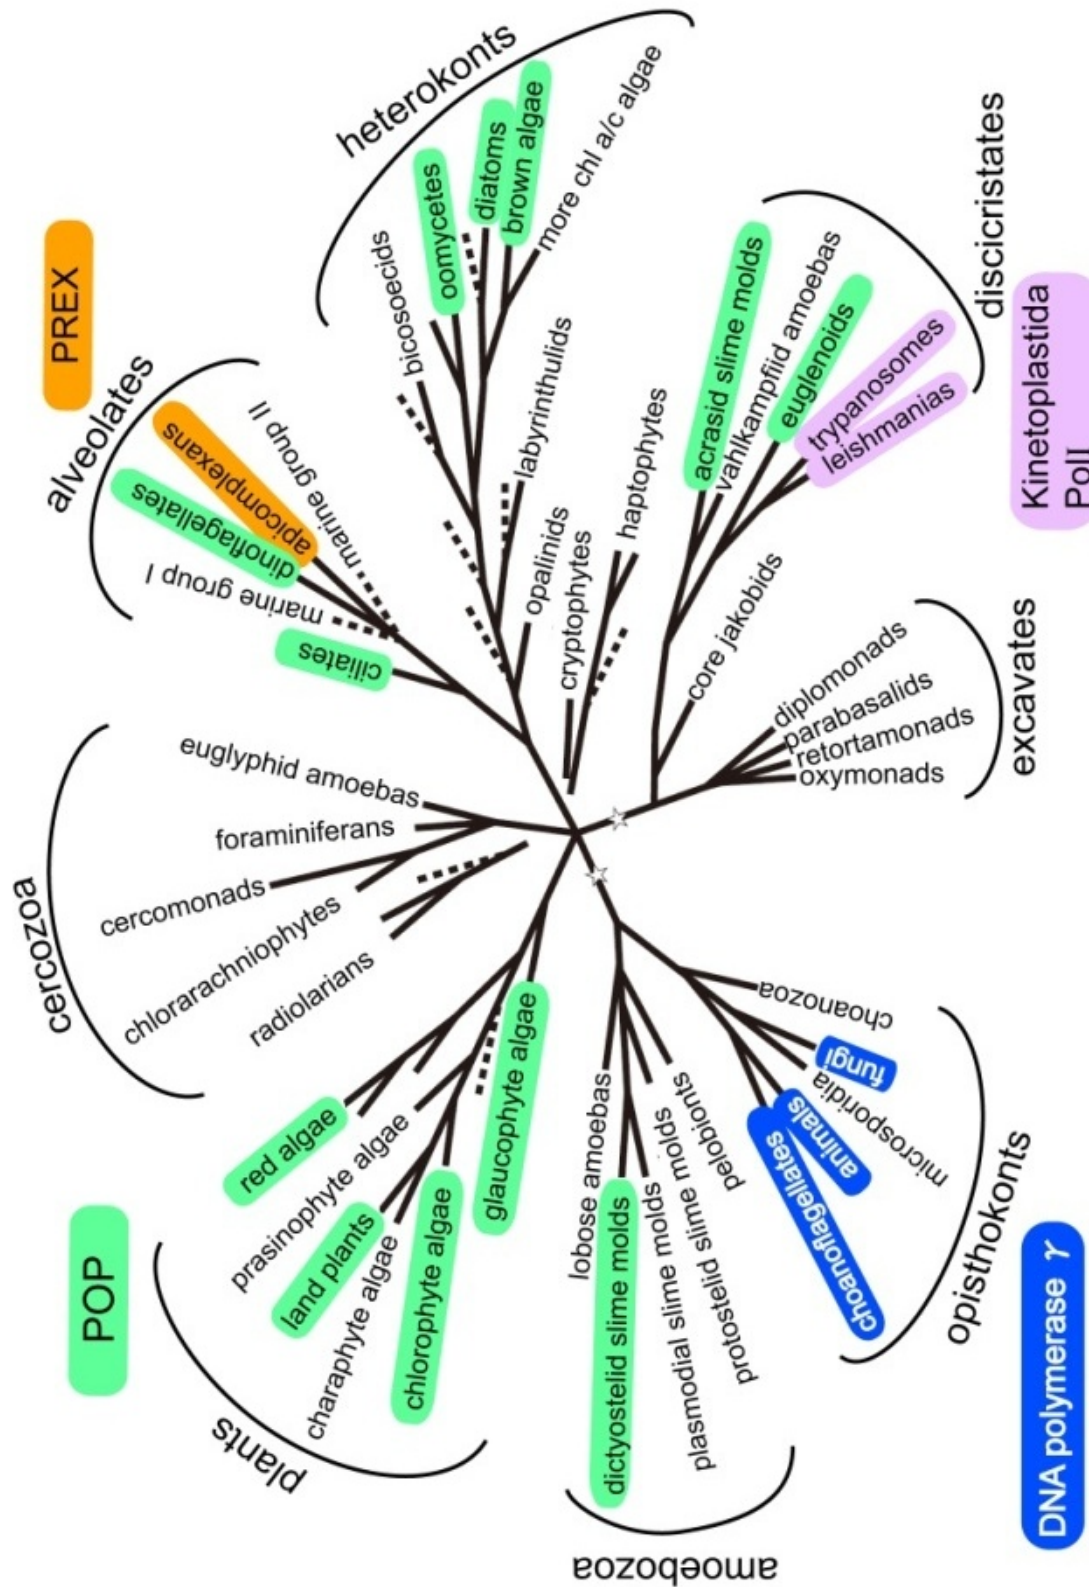 PREX
alveolates
apicomplexans
dinoflagellates
marine group II
marine group I
ciliates
heterokonts
bicosoecids
oomycetes
diatoms
brown algae
more chl a/c algae
labyrinthulids
opalinids
cryptophytes
haptophytes
discicristates
acrasid slime molds
vahlkampfiid amoebas
euglenoids
trypanosomes
leishmanias
Kinetoplastida
PolI
core jakobids
excavates
diplomonads
parabasalids
retortamonads
oxymonads
cercozoa
euglyphid amoebas
foraminiferans
cercomonads
chlorarachniophytes
radiolarians
POP
plants
red algae
prasinophyte algae
land plants
charaphyte algae
chlorophyte algae
glaucophyte algae
amoebozoa
lobose amoebas
dictyostelid slime molds
plasmodial slime molds
protostelid slime molds
pelobionts
opisthokonts
choanozoa
fungi
microsporidia
animals
choanoflagellates
DNA polymerase γ